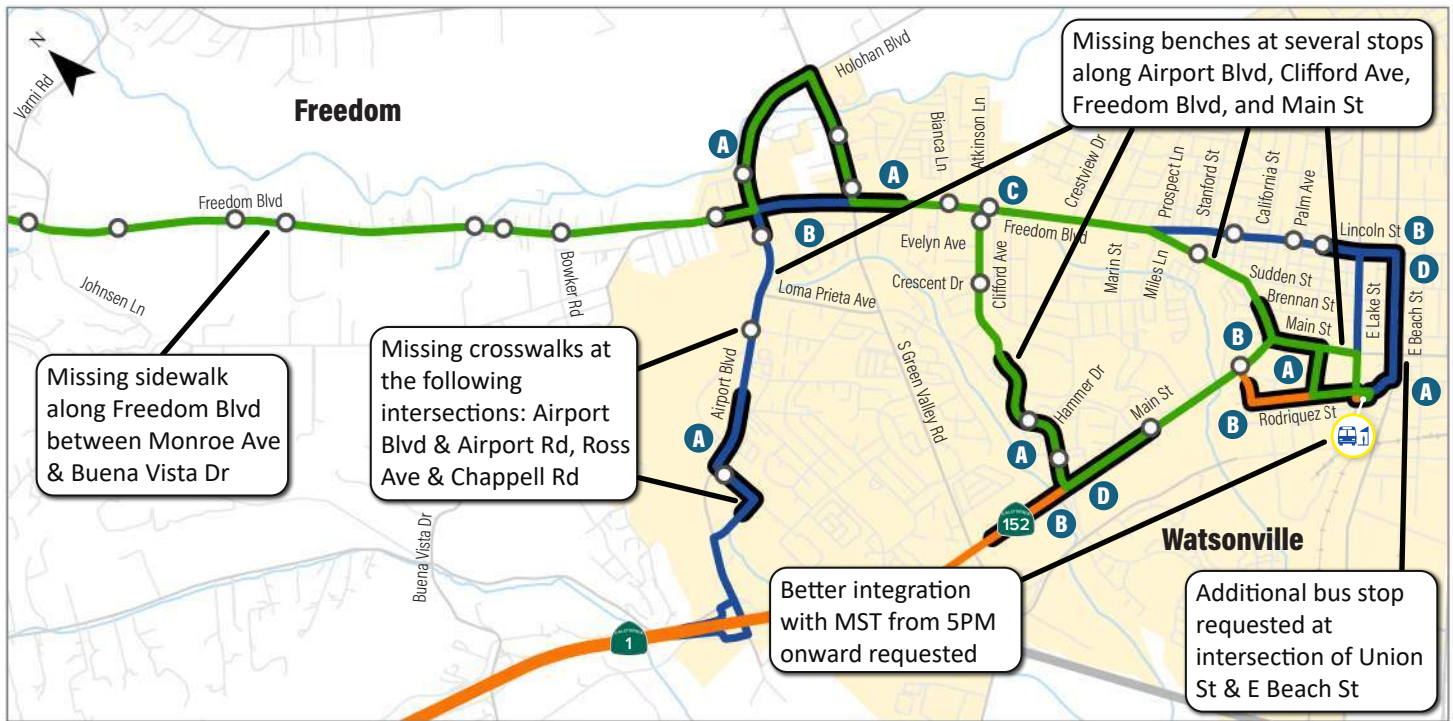 N
Varni Rd
Freedom
Holohan Blvd
Missing benches at several stops
along Airport Blvd, Clifford Ave,
Freedom Blvd, and Main St
Bianca Ln
Atkinson Ln
Crestview Dr
A
A
C
Prospect Ln
Stanford St
California St
Palm Ave
Freedom Blvd
B
Evelyn Ave
Freedom Blvd
Lincoln St
B
D
Johnsen Ln
Bowker Rd
Loma Prieta Ave
Crescent Dr
Clifford Ave
Marin St
Miles Ln
Sudden St
Brennan St
Main St
E Lake St
E Beach St
Missing sidewalk
along Freedom Blvd
between Monroe Ave
& Buena Vista Dr
Missing crosswalks at
the following
intersections: Airport
Blvd & Airport Rd, Ross
Ave & Chappell Rd
Airport Blvd
A
S Green Valley Rd
Hammer Dr
A
Main St
B
A
B
Rodriquez St
A
D
B
CALIFORNIA
152
Watsonville
Buena Vista Dr
CALIFORNIA
1
Better integration
with MST from 5PM
onward requested
Additional bus stop
requested at
intersection of Union
St & E Beach St